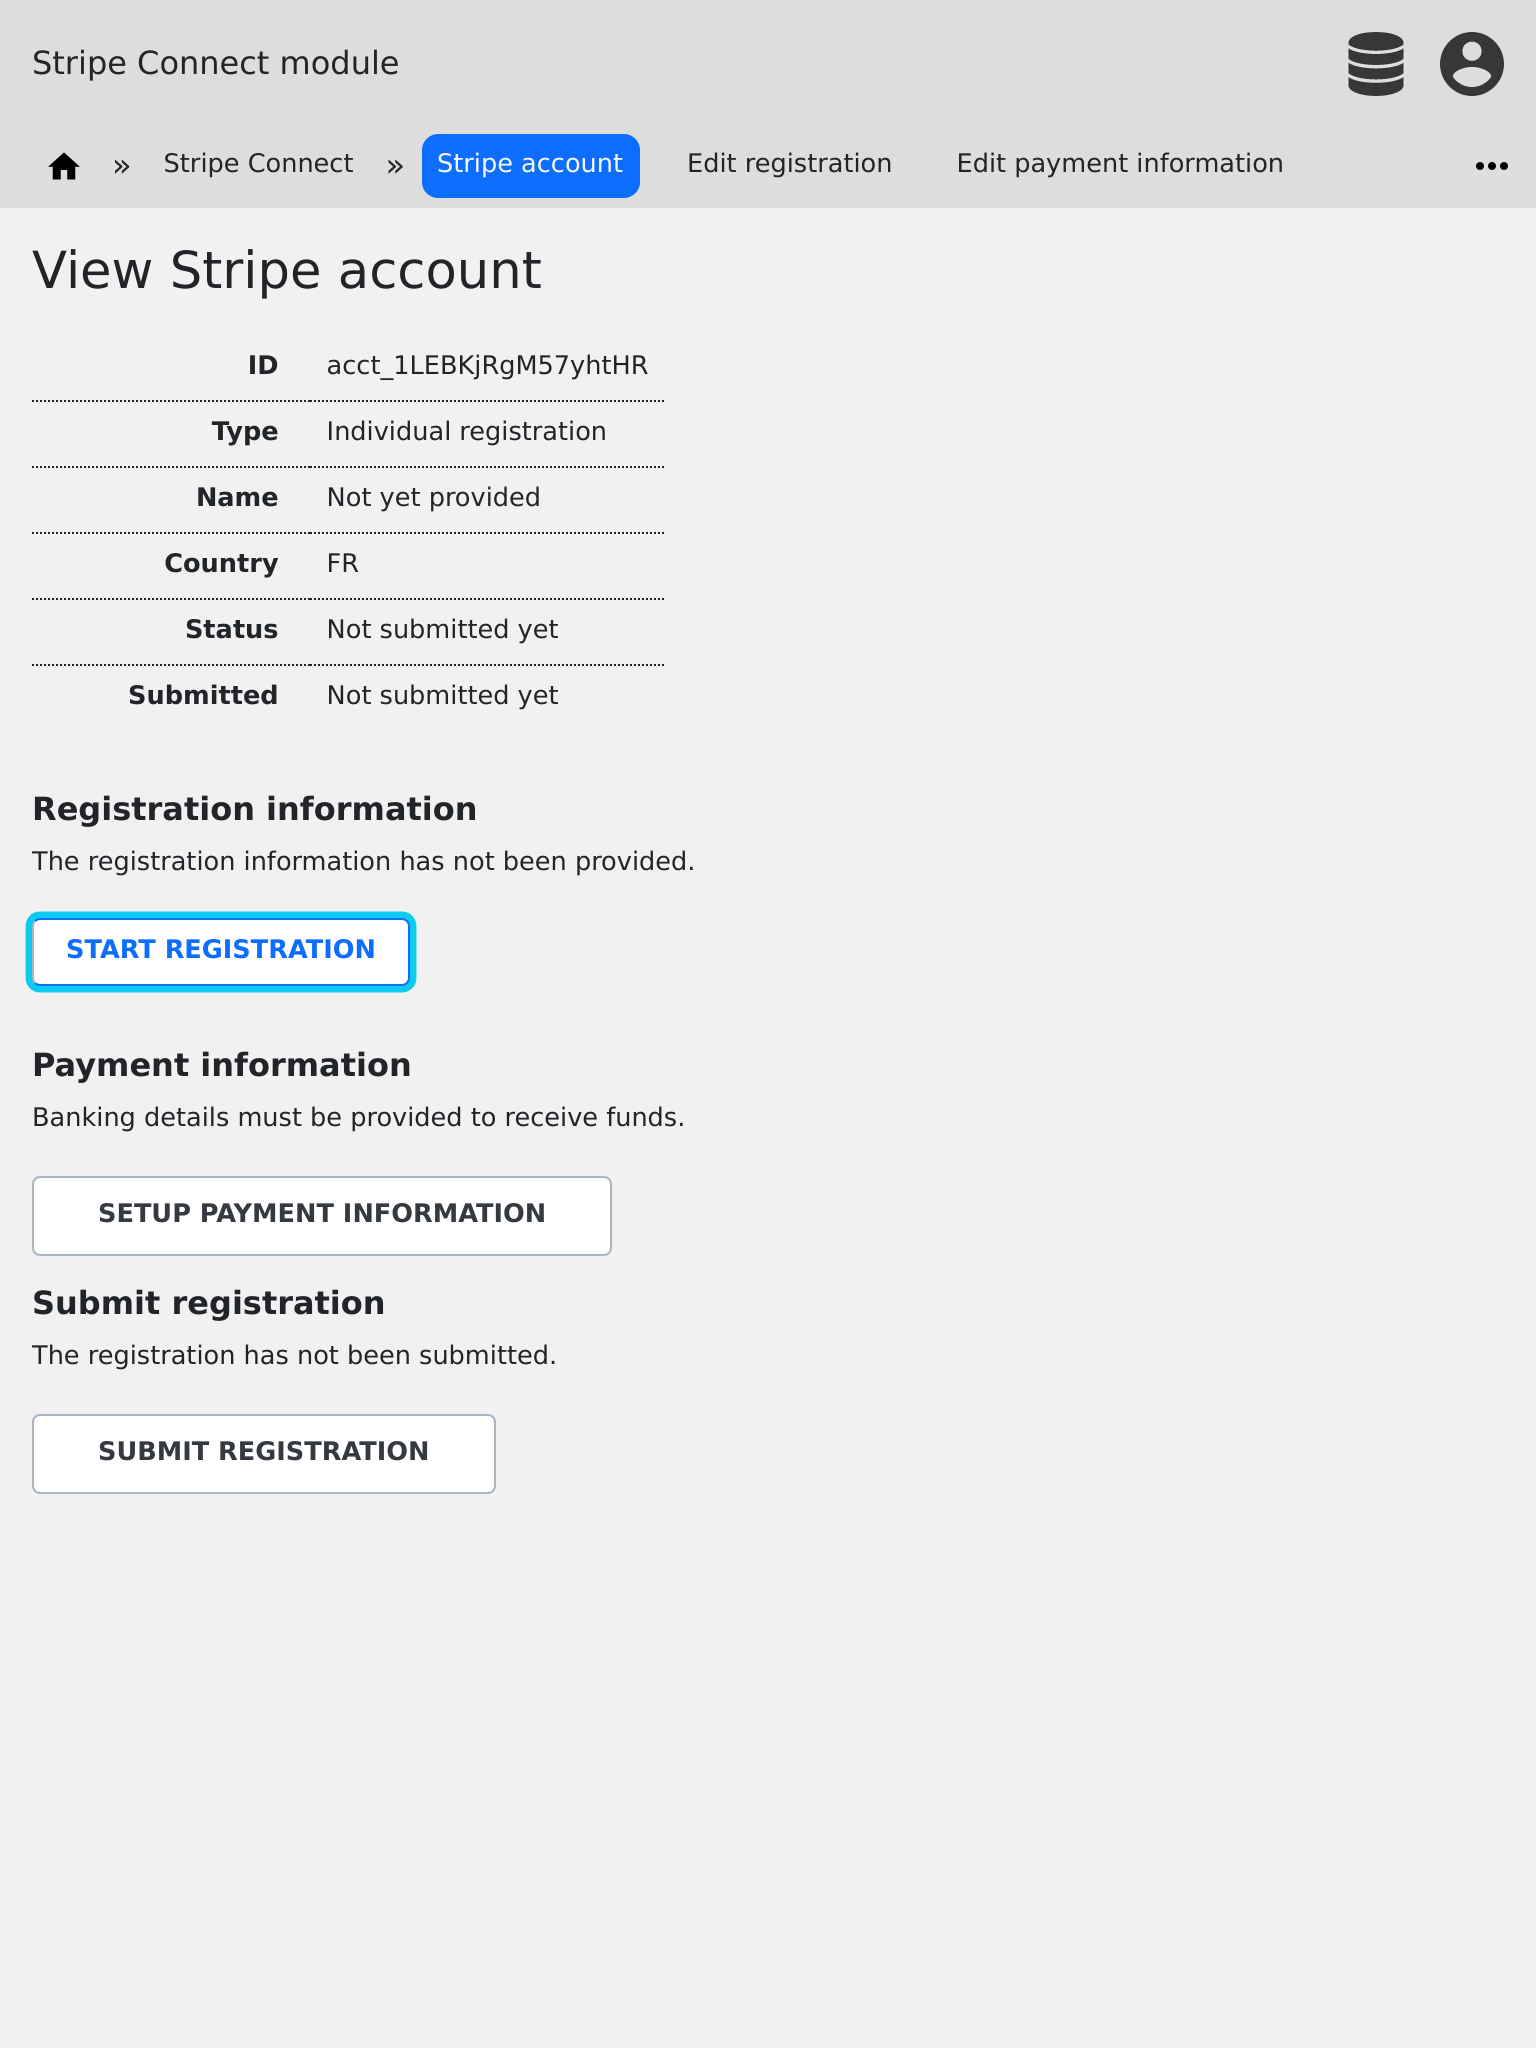 Stripe Connect module
» Stripe Connect » Stripe account Edit registration Edit payment information •••
View Stripe account
ID acct_1LEBKjRgM57yhtHR
Type Individual registration
Name Not yet provided
Country FR
Status Not submitted yet
Submitted Not submitted yet
Registration information
The registration information has not been provided.
START REGISTRATION
Payment information
Banking details must be provided to receive funds.
SETUP PAYMENT INFORMATION
Submit registration
The registration has not been submitted.
SUBMIT REGISTRATION